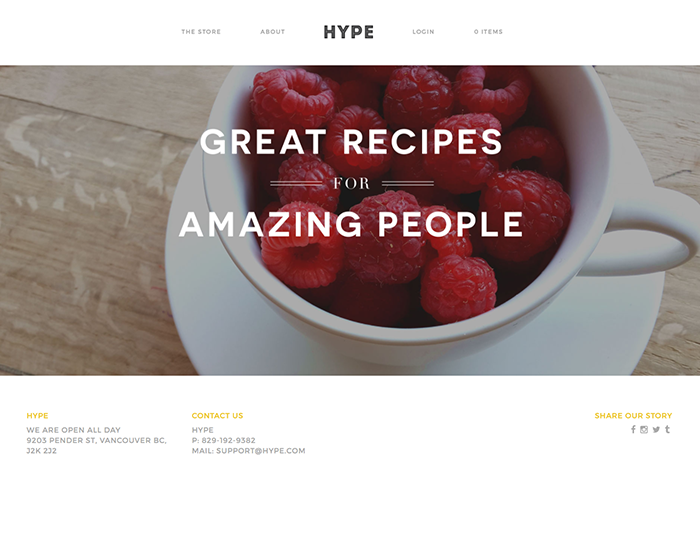 THE STORE
ABOUT
HYPE
LOGIN
0 ITEMS
GREAT RECIPES
FOR
AMAZING PEOPLE
HYPE
WE ARE OPEN ALL DAY
9203 PENDER ST, VANCOUVER BC,
J2K 2J2
CONTACT US
HYPE
P: 829-192-9382
MAIL: SUPPORT@HYPE.COM
SHARE OUR STORY